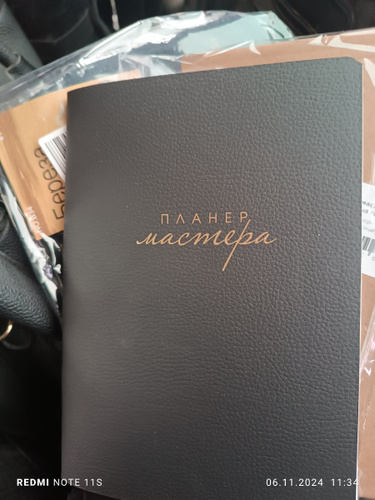 ПЛАНЕР
мастера
Береза
REDMI NOTE 11S
06.11.2024 11:34